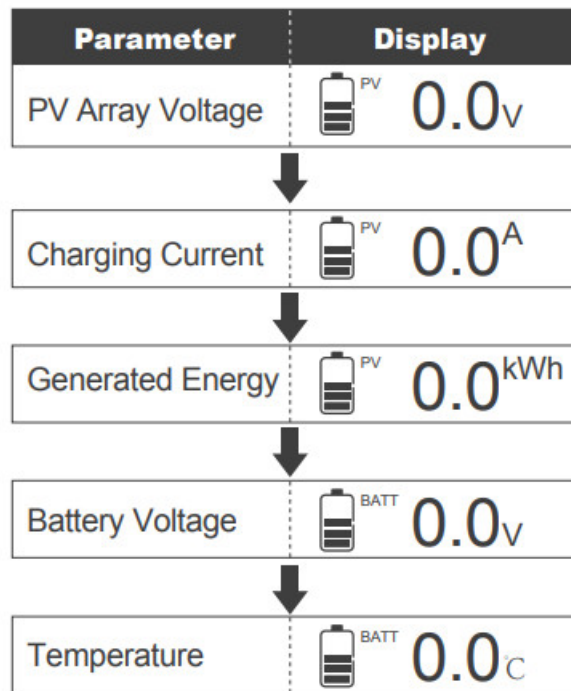 Parameter Display
PV Array Voltage PV 0.0V
Charging Current PV 0.0A
Generated Energy PV 0.0kWh
Battery Voltage BATT 0.0V
Temperature BATT 0.0℃